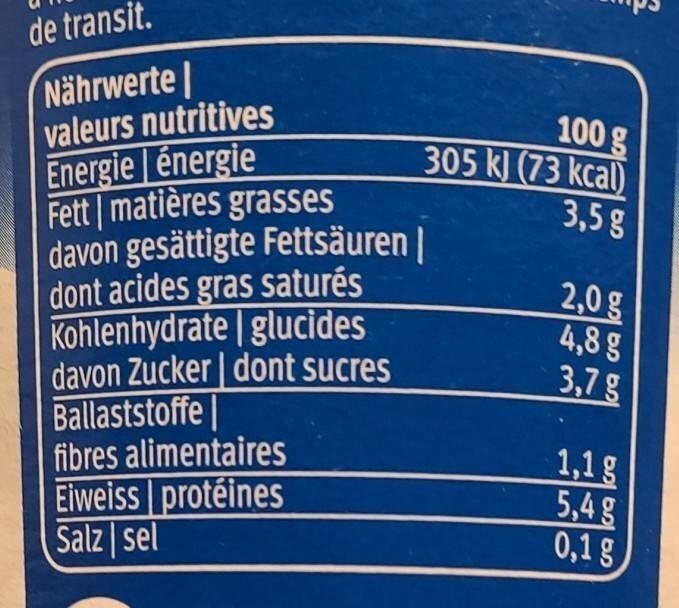 de transit.
Nährwerte |
valeurs nutritives 100 g
Energie | énergie 305 kJ (73 kcal)
Fett | matières grasses 3,5 g
davon gesättigte Fettsäuren |
dont acides gras saturés 2,0 g
Kohlenhydrate | glucides 4,8 g
davon Zucker | dont sucres 3,7 g
Ballaststoffe |
fibres alimentaires 1,1 g
Eiweiss | protéines 5,4 g
Salz | sel 0,1 g